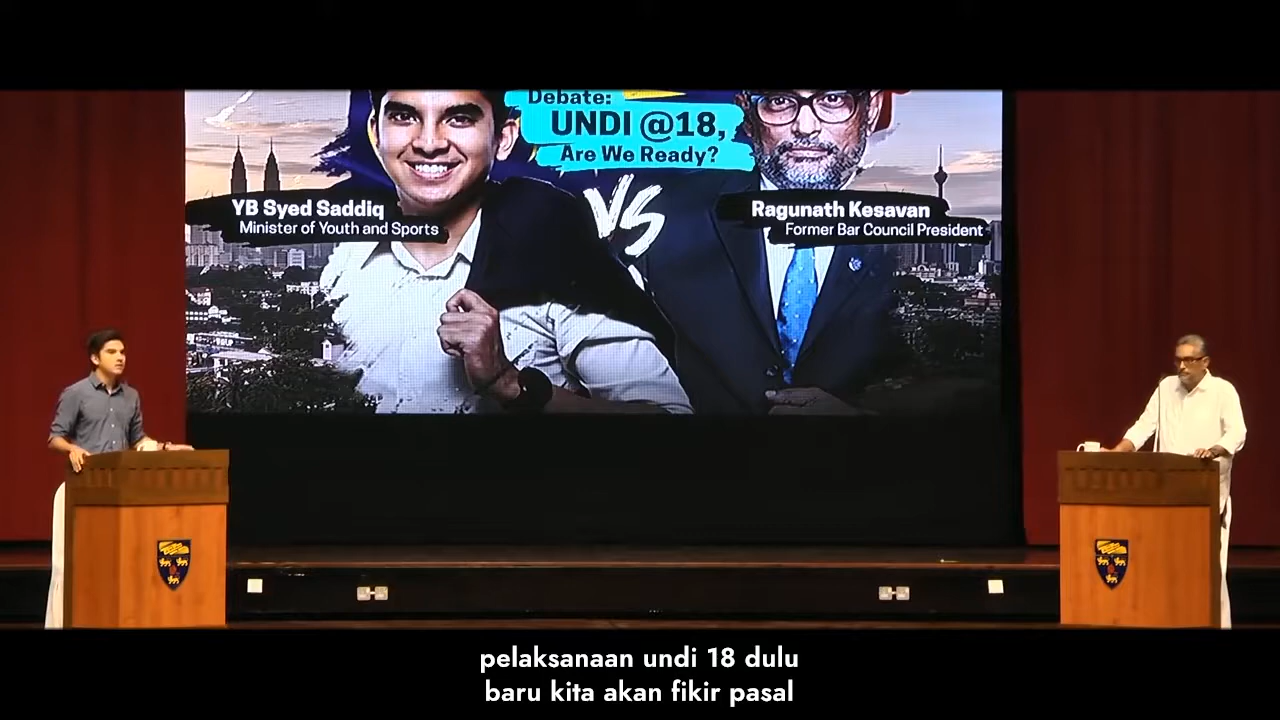 Debate:
UNDI @18,
Are We Ready?
VS
YB Syed Saddiq
Minister of Youth and Sports
Ragunath Kesavan
Former Bar Council President
pelaksanaan undi 18 dulu
baru kita akan fikir pasal